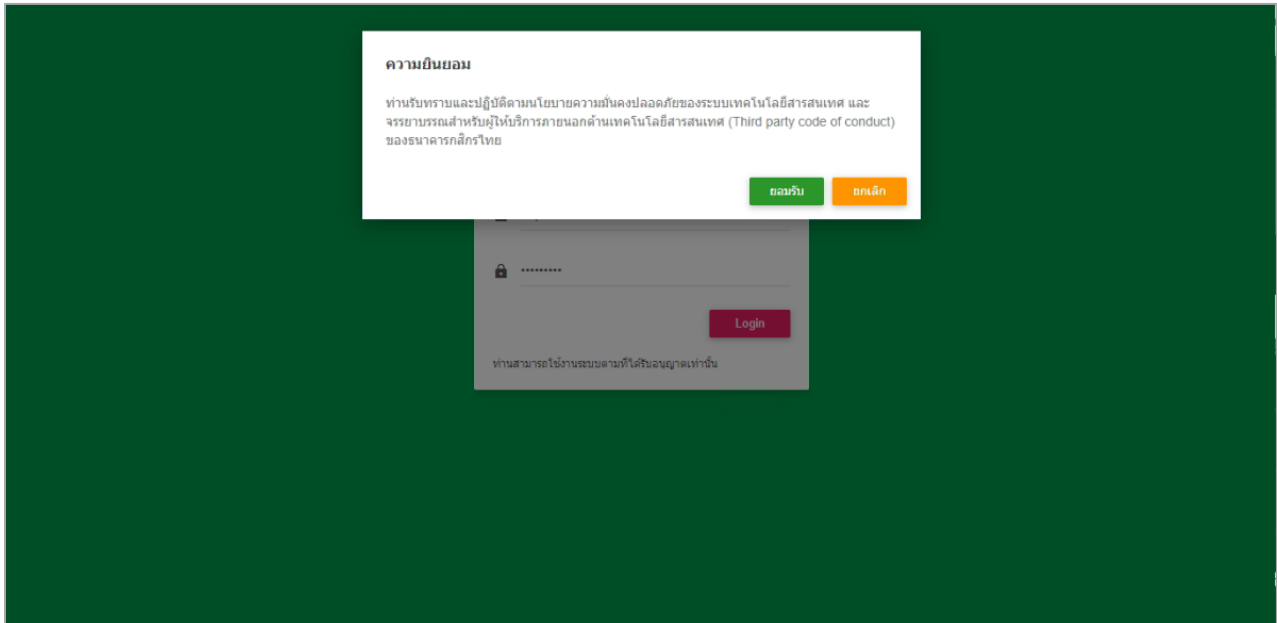 ความยินยอม
ท่านรับทราบและปฏิบัติตามนโยบายความมั่นคงปลอดภัยของระบบเทคโนโลยีสารสนเทศ และ
จรรยาบรรณสำหรับผู้ให้บริการภายนอกด้านเทคโนโลยีสารสนเทศ (Third party code of conduct)
ของธนาคารกสิกรไทย
ยอมรับ ยกเลิก
•••••••••
Login
ท่านสามารถใช้งานระบบตามที่ได้รับอนุญาตเท่านั้น